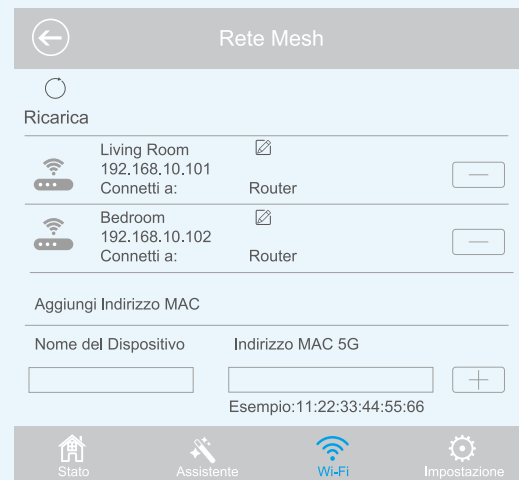 Rete Mesh
Ricarica
Living Room
192.168.10.101
Connetti a: Router
Bedroom
192.168.10.102
Connetti a: Router
Aggiungi Indirizzo MAC
Nome del Dispositivo Indirizzo MAC 5G
Esempio:11:22:33:44:55:66
Stato Assistente Wi-Fi Impostazione